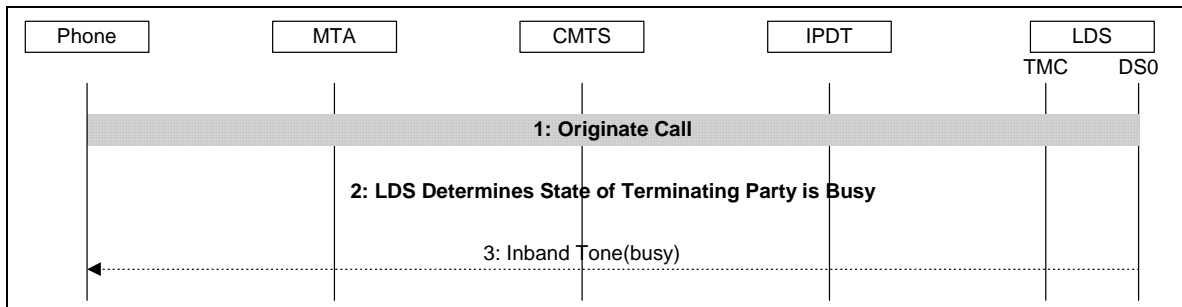 Phone MTA CMTS IPDT LDS
TMC DS0
1: Originate Call
2: LDS Determines State of Terminating Party is Busy
3: Inband Tone(busy)